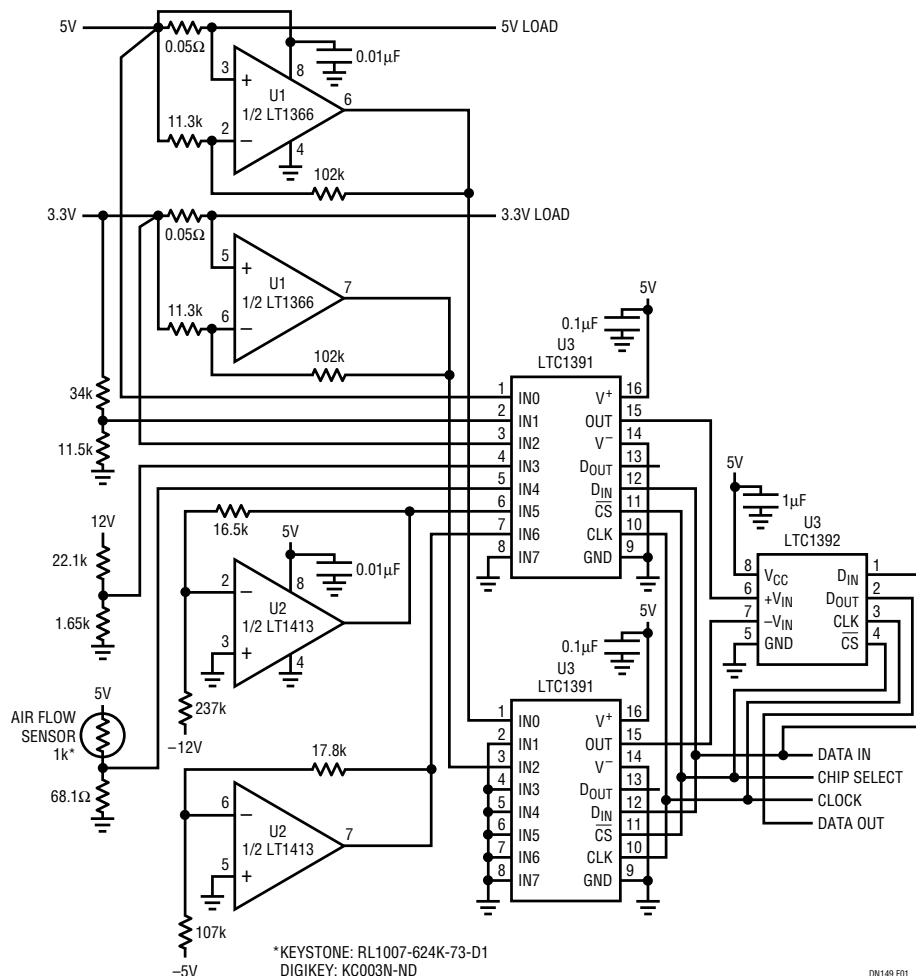 5V
0.05Ω
5V LOAD
0.01µF
3
+
8
U1
1/2 LT1366
6
11.3k
2
–
4
102k
3.3V
0.05Ω
3.3V LOAD
5
+
U1
1/2 LT1366
7
11.3k
6
–
102k
34k
11.5k
12V
22.1k
1.65k
5V
AIR FLOW
SENSOR
1k*
68.1Ω
16.5k
5V
0.01µF
2
–
8
U2
1/2 LT1413
3
+
4
237k
–12V
17.8k
6
–
U2
1/2 LT1413
7
5
+
107k
–5V
5V
0.1µF
U3
LTC1391
1 IN0 V+ 16
2 IN1 OUT 15
3 IN2 V– 14
4 IN3 DOUT 13
5 IN4 DIN 12
6 IN5 CS 11
7 IN6 CLK 10
8 IN7 GND 9
5V
0.1µF
U3
LTC1391
1 IN0 V+ 16
2 IN1 OUT 15
3 IN2 V– 14
4 IN3 DOUT 13
5 IN4 DIN 12
6 IN5 CS 11
7 IN6 CLK 10
8 IN7 GND 9
5V
1µF
U3
LTC1392
8 VCC DIN 1
6 +VIN DOUT 2
7 –VIN CLK 3
5 GND CS 4
DATA IN
CHIP SELECT
CLOCK
DATA OUT
*KEYSTONE: RL1007-624K-73-D1
DIGIKEY: KC003N-ND
DN149 F01